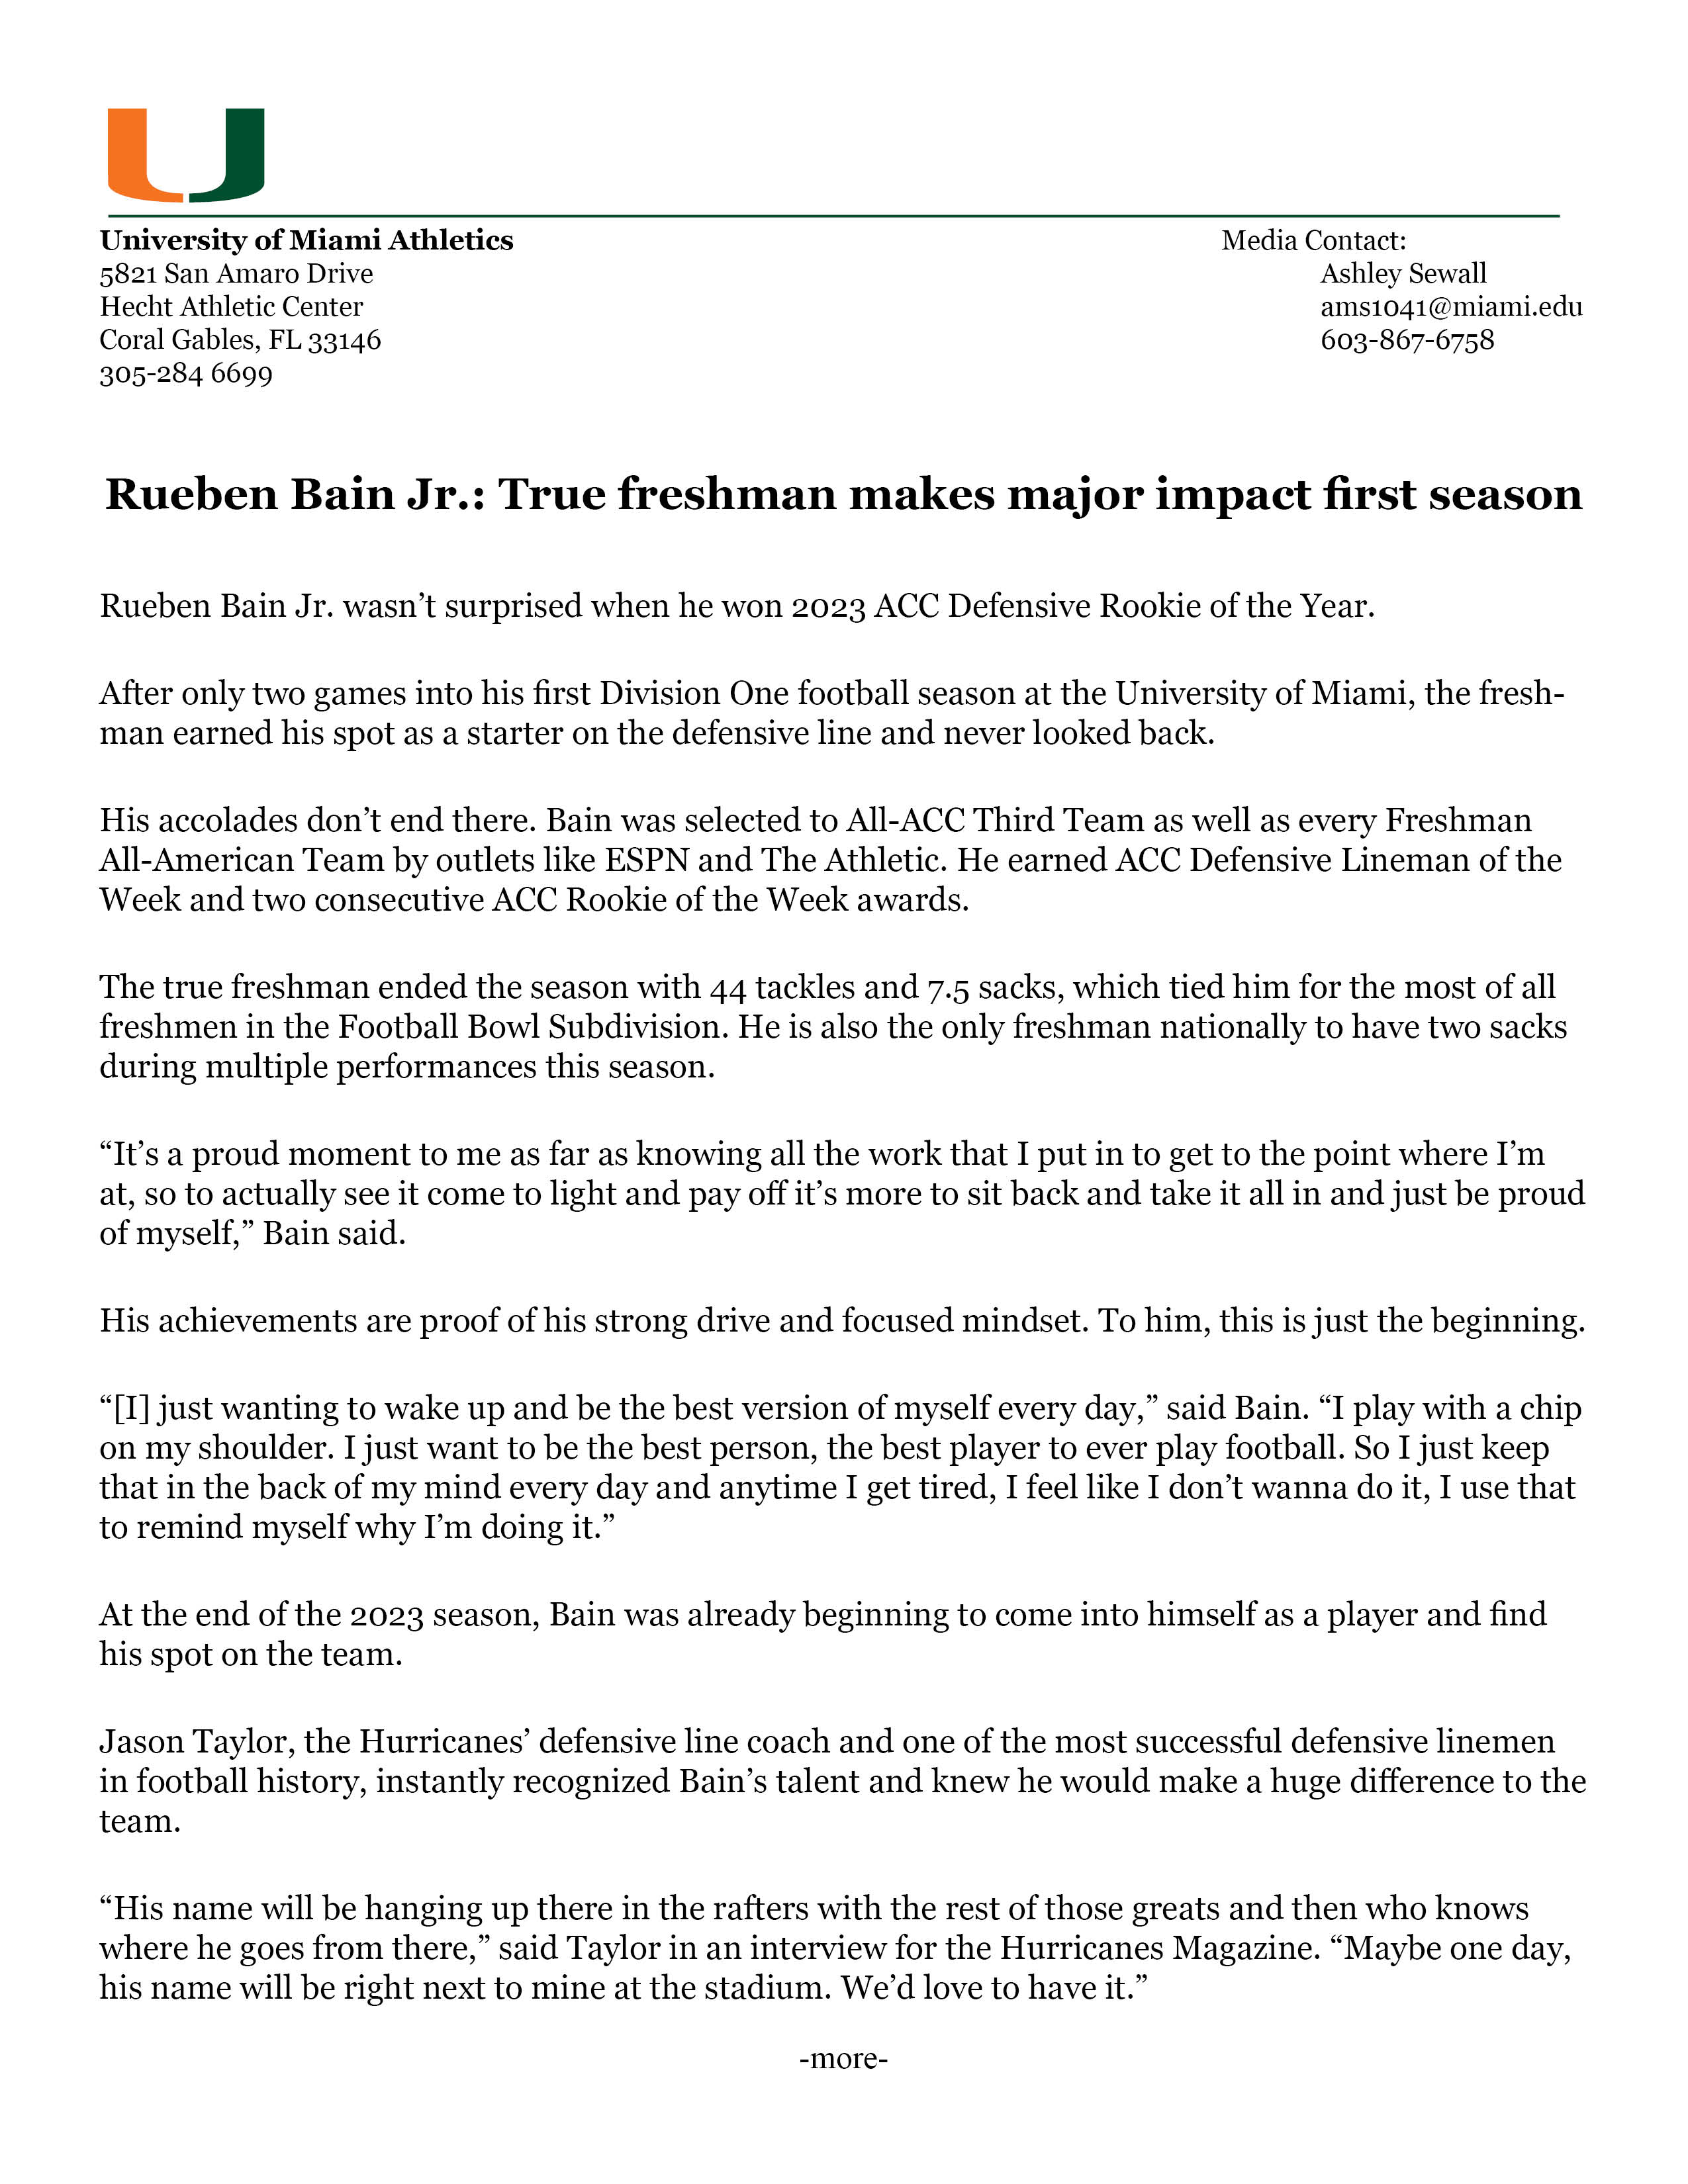 U
University of Miami Athletics
5821 San Amaro Drive
Hecht Athletic Center
Coral Gables, FL 33146
305-284 6699
Media Contact:
Ashley Sewall
ams1041@miami.edu
603-867-6758
Rueben Bain Jr.: True freshman makes major impact first season
Rueben Bain Jr. wasn’t surprised when he won 2023 ACC Defensive Rookie of the Year.
After only two games into his first Division One football season at the University of Miami, the fresh-
man earned his spot as a starter on the defensive line and never looked back.
His accolades don’t end there. Bain was selected to All-ACC Third Team as well as every Freshman
All-American Team by outlets like ESPN and The Athletic. He earned ACC Defensive Lineman of the
Week and two consecutive ACC Rookie of the Week awards.
The true freshman ended the season with 44 tackles and 7.5 sacks, which tied him for the most of all
freshmen in the Football Bowl Subdivision. He is also the only freshman nationally to have two sacks
during multiple performances this season.
“It’s a proud moment to me as far as knowing all the work that I put in to get to the point where I’m
at, so to actually see it come to light and pay off it’s more to sit back and take it all in and just be proud
of myself,” Bain said.
His achievements are proof of his strong drive and focused mindset. To him, this is just the beginning.
“[I] just wanting to wake up and be the best version of myself every day,” said Bain. “I play with a chip
on my shoulder. I just want to be the best person, the best player to ever play football. So I just keep
that in the back of my mind every day and anytime I get tired, I feel like I don’t wanna do it, I use that
to remind myself why I’m doing it.”
At the end of the 2023 season, Bain was already beginning to come into himself as a player and find
his spot on the team.
Jason Taylor, the Hurricanes’ defensive line coach and one of the most successful defensive linemen
in football history, instantly recognized Bain’s talent and knew he would make a huge difference to the
team.
“His name will be hanging up there in the rafters with the rest of those greats and then who knows
where he goes from there,” said Taylor in an interview for the Hurricanes Magazine. “Maybe one day,
his name will be right next to mine at the stadium. We’d love to have it.”
-more-